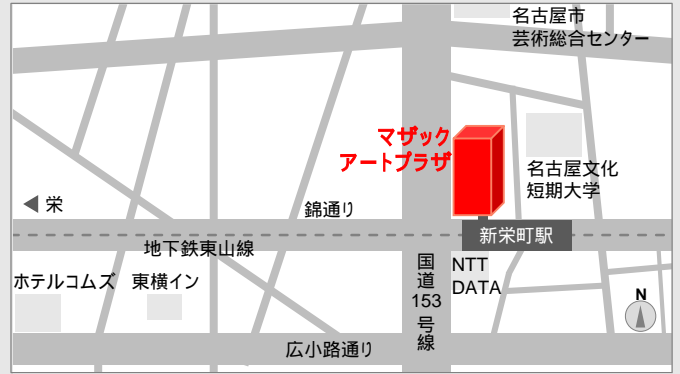 名古屋市
芸術総合センター
マザック
アートプラザ
名古屋文化
短期大学
栄
錦通り
新栄町駅
地下鉄東山線
国道153号線
NTT
DATA
ホテルコムズ
東横イン
N
広小路通り